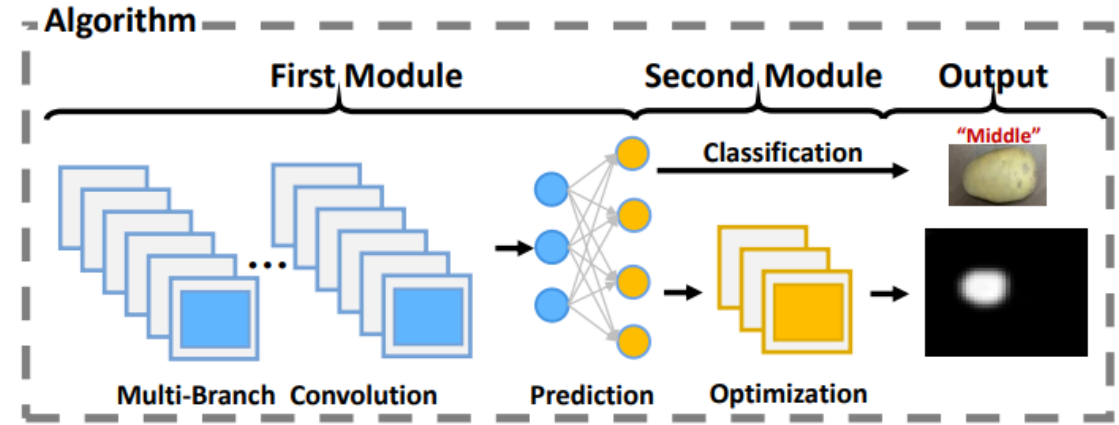 Algorithm
First Module
Second Module
Output
“Middle”
Classification
...
Multi-Branch Convolution
Prediction
Optimization